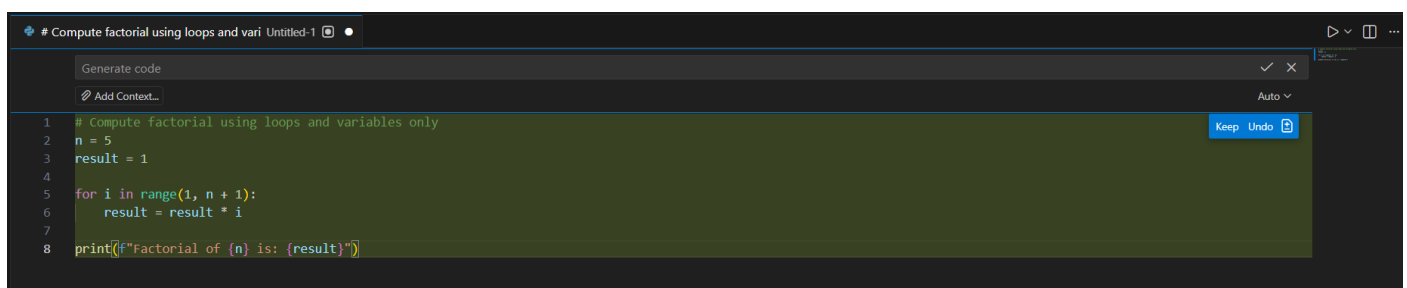 # Compute factorial using loops and vari Untitled-1
Generate code
Add Context...
Auto
Keep Undo
1 # Compute factorial using loops and variables only
2 n = 5
3 result = 1
4
5 for i in range(1, n + 1):
6     result = result * i
7
8 print(f"Factorial of {n} is: {result}")